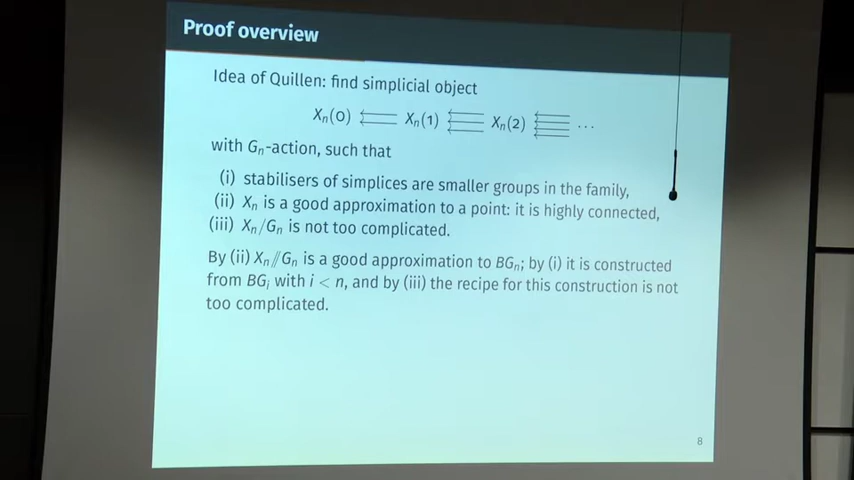 Proof overview
Idea of Quillen: find simplicial object
Xₙ(0) ⇇ Xₙ(1) ⇇ Xₙ(2) ⇇ ···
with Gₙ-action, such that
(i) stabilisers of simplices are smaller groups in the family,
(ii) Xₙ is a good approximation to a point: it is highly connected,
(iii) Xₙ/Gₙ is not too complicated.
By (ii) Xₙ//Gₙ is a good approximation to BGₙ; by (i) it is constructed
from BGᵢ with i < n, and by (iii) the recipe for this construction is not
too complicated.
8